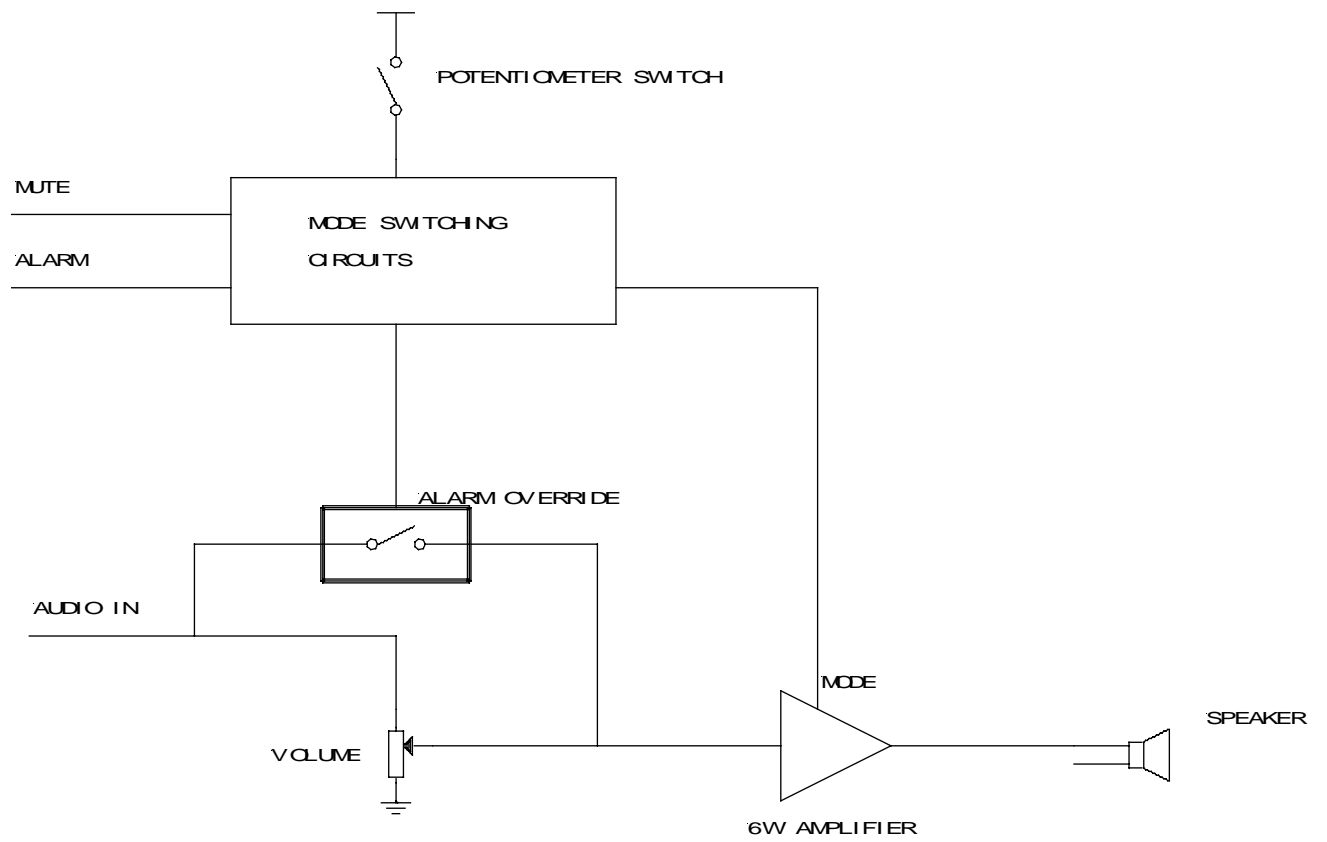 POTENTIOMETER SWITCH
MUTE
MODE SWITCHING
CIRCUITS
ALARM
ALARM OVERRIDE
AUDIO IN
MODE
SPEAKER
VOLUME
6W AMPLIFIER